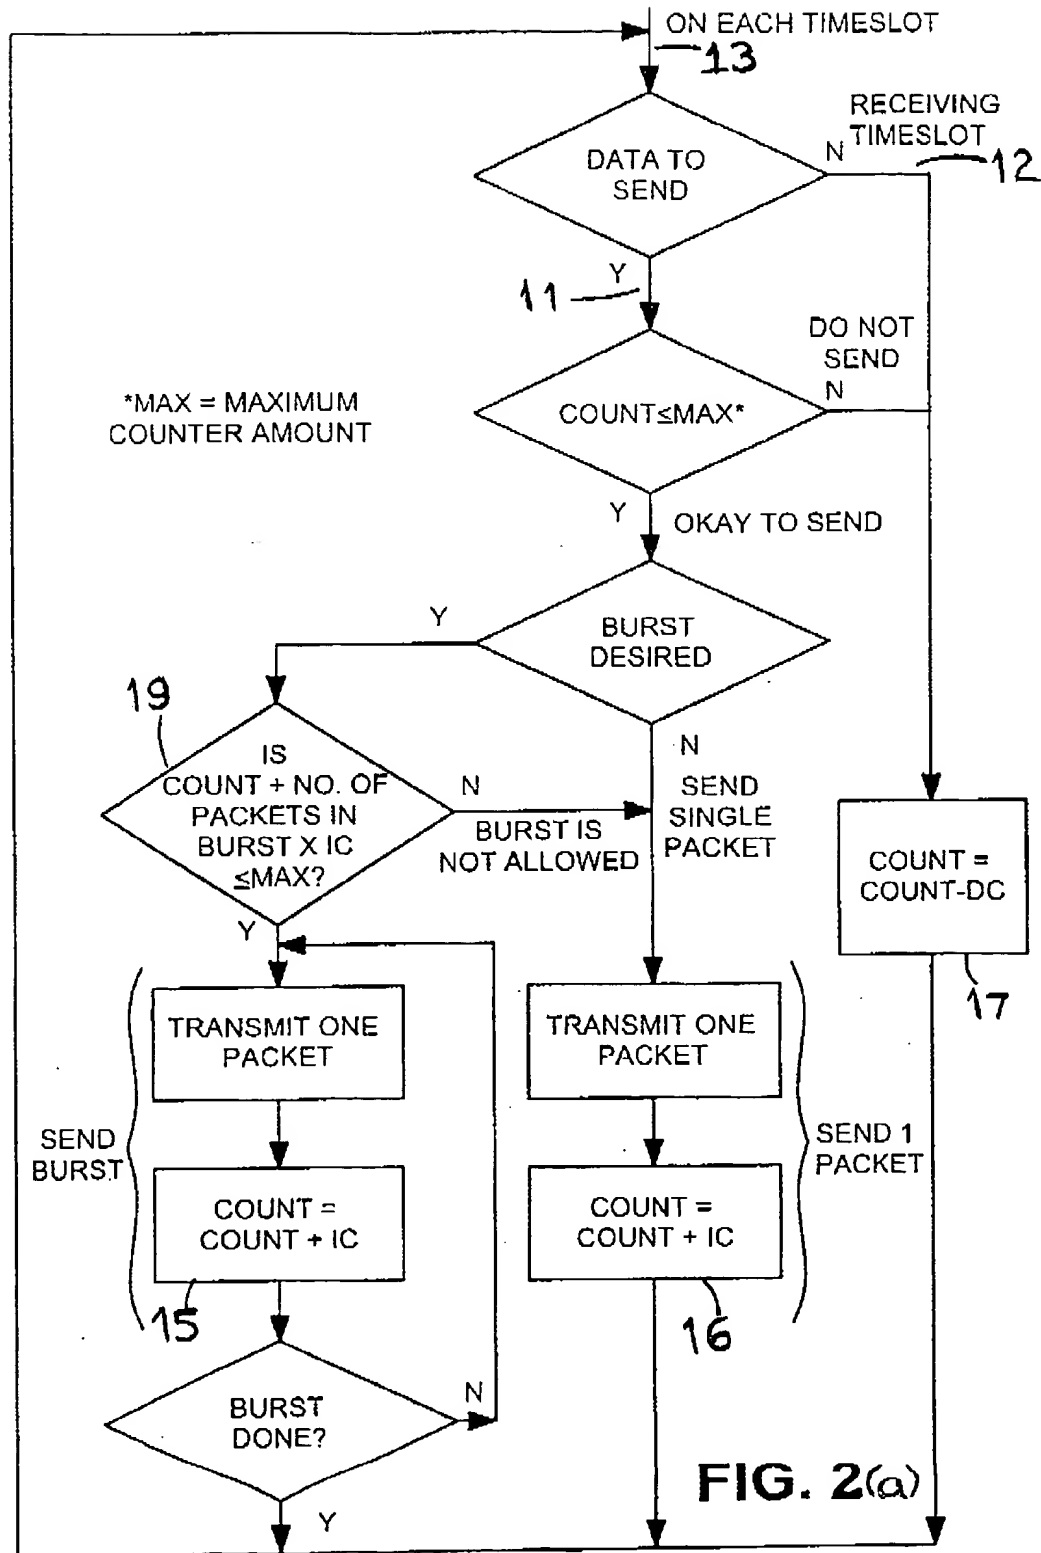 ON EACH TIMESLOT
13
RECEIVING
TIMESLOT
12
DATA TO
SEND
N
Y
11
DO NOT
SEND
N
*MAX = MAXIMUM
COUNTER AMOUNT
COUNT≤MAX*
Y
OKAY TO SEND
Y
BURST
DESIRED
19
N
IS
COUNT + NO. OF
PACKETS IN
BURST X IC
≤MAX?
N
BURST IS
NOT ALLOWED
SEND
SINGLE
PACKET
COUNT =
COUNT-DC
17
Y
TRANSMIT ONE
PACKET
TRANSMIT ONE
PACKET
SEND
BURST
SEND 1
PACKET
COUNT =
COUNT + IC
COUNT =
COUNT + IC
15
16
BURST
DONE?
N
Y
FIG. 2(a)